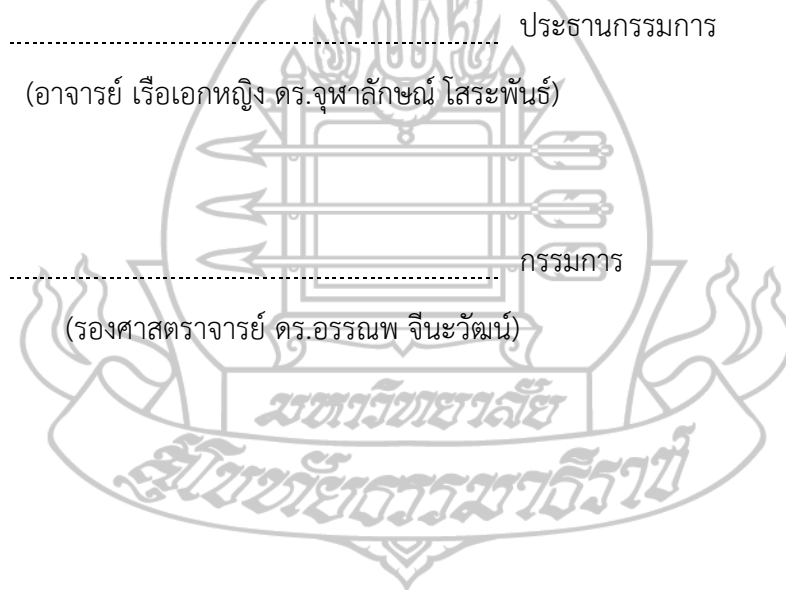 ................................................................ ประธานกรรมการ
(อาจารย์ เรือเอกหญิง ดร.จุฬาลักษณ์ โสระพันธ์)
................................................................ กรรมการ
(รองศาสตราจารย์ ดร.อรรณพ จีนะวัฒน์)
มหาวิทยาลัย
สุโขทัยธรรมาธิราช